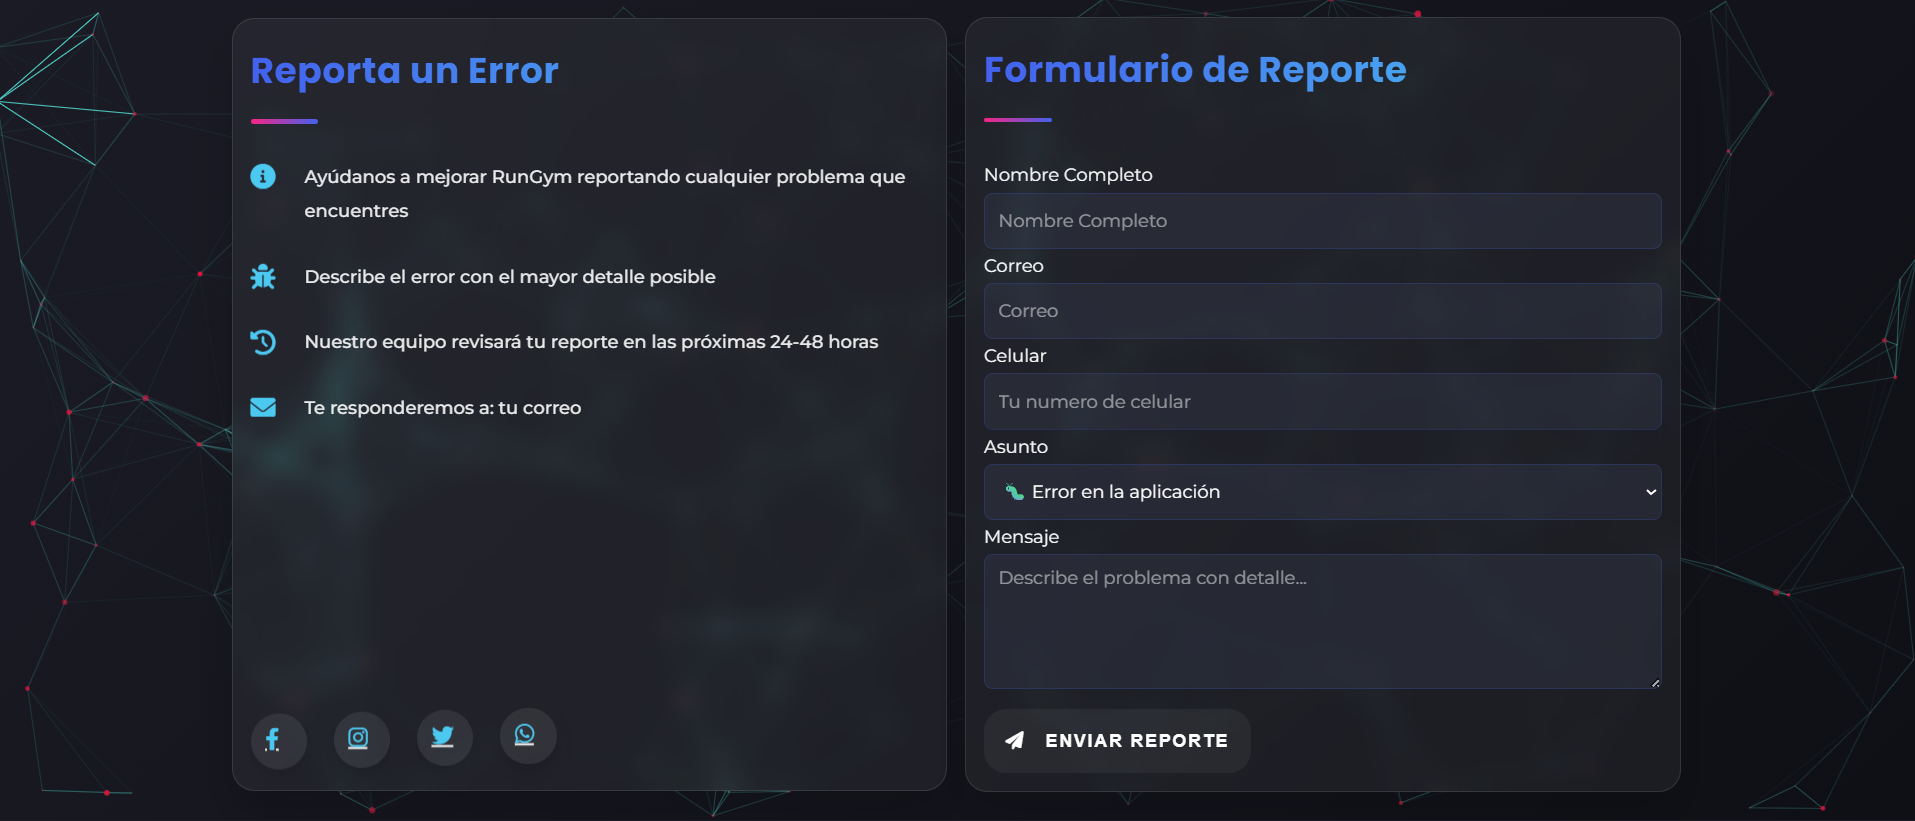 Reporta un Error
Ayúdanos a mejorar RunGym reportando cualquier problema que
encuentres
Describe el error con el mayor detalle posible
Nuestro equipo revisará tu reporte en las próximas 24-48 horas
Te responderemos a: tu correo
Formulario de Reporte
Nombre Completo
Nombre Completo
Correo
Correo
Celular
Tu numero de celular
Asunto
🐛 Error en la aplicación
Mensaje
Describe el problema con detalle...
ENVIAR REPORTE